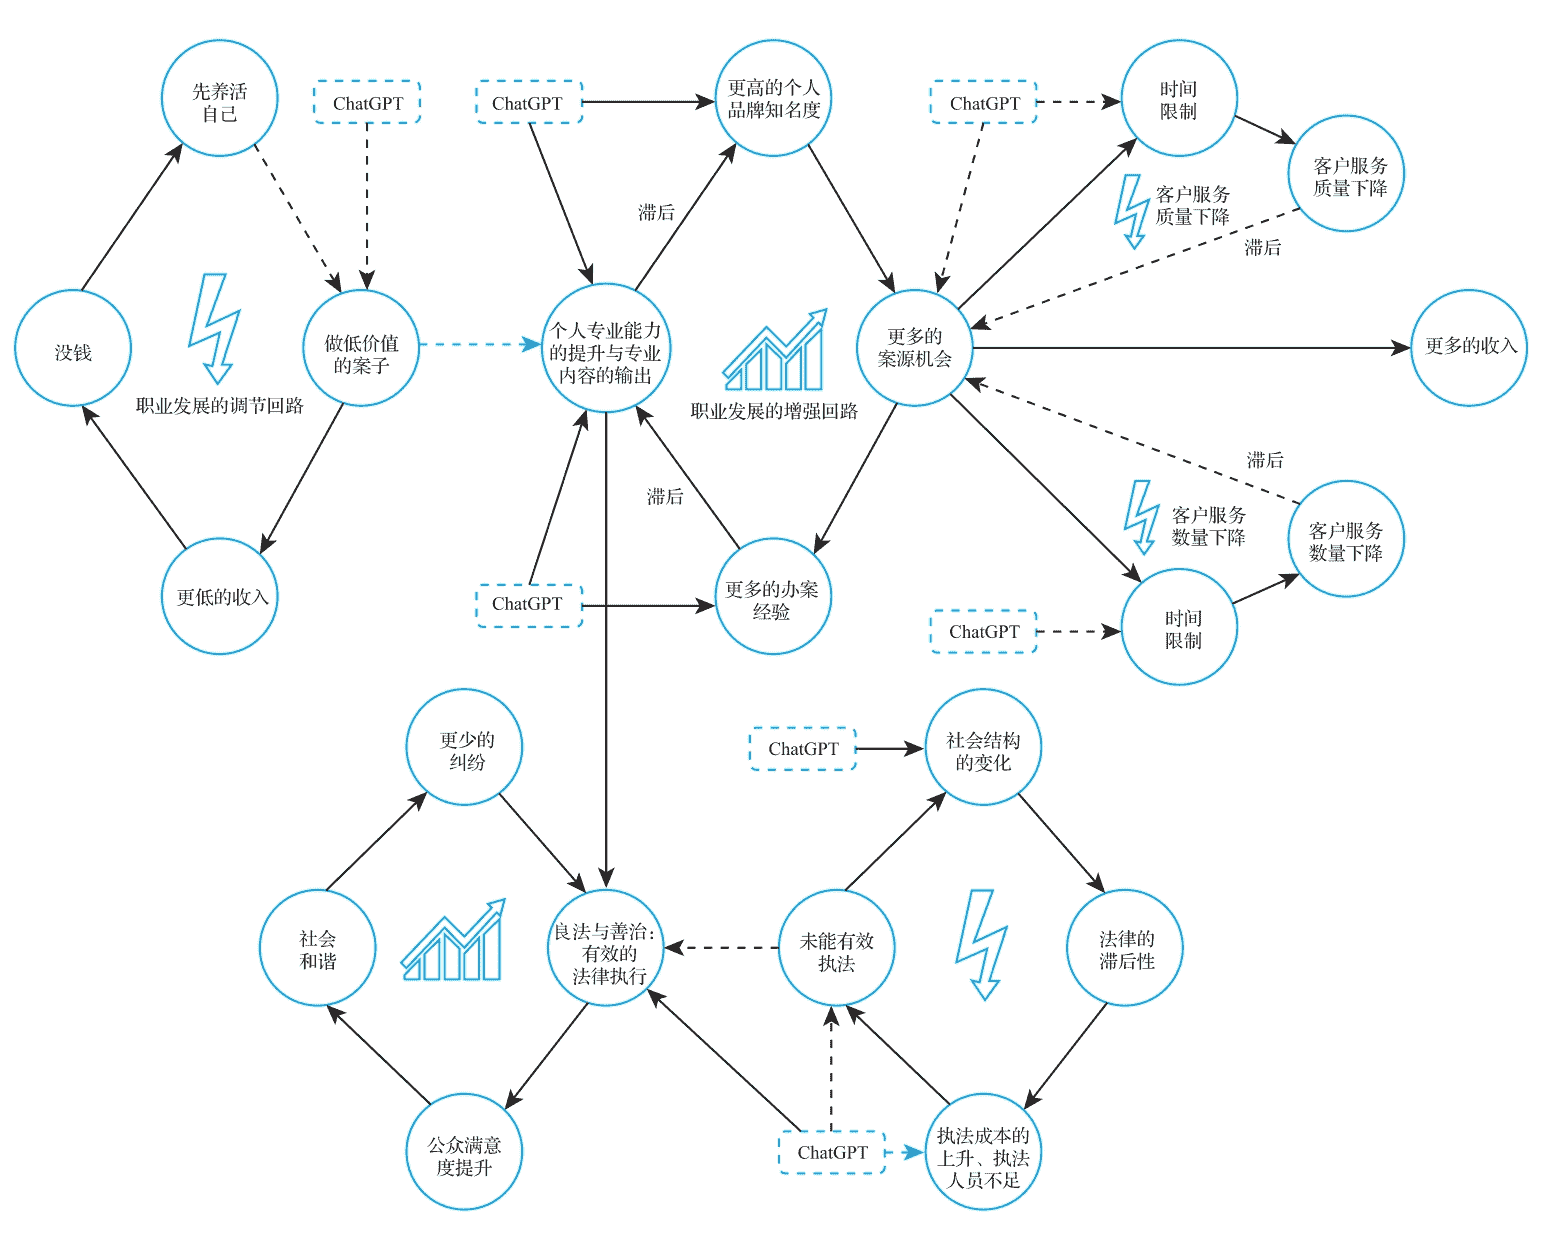 先养活
自己
ChatGPT
ChatGPT
更高的个人
品牌知名度
ChatGPT
时间
限制
客户服务
质量下降
客户服务
质量下降
滞后
滞后
没钱
做低价值
的案子
职业发展的调节回路
个人专业能力
的提升与专业
内容的输出
职业发展的增强回路
更多的
案源机会
更多的收入
滞后
滞后
客户服务
数量下降
客户服务
数量下降
更低的收入
ChatGPT
更多的办案
经验
ChatGPT
时间
限制
更少的
纠纷
ChatGPT
社会结构
的变化
社会
和谐
良法与善治：
有效的
法律执行
未能有效
执法
法律的
滞后性
公众满意
度提升
ChatGPT
执法成本的
上升、执法
人员不足